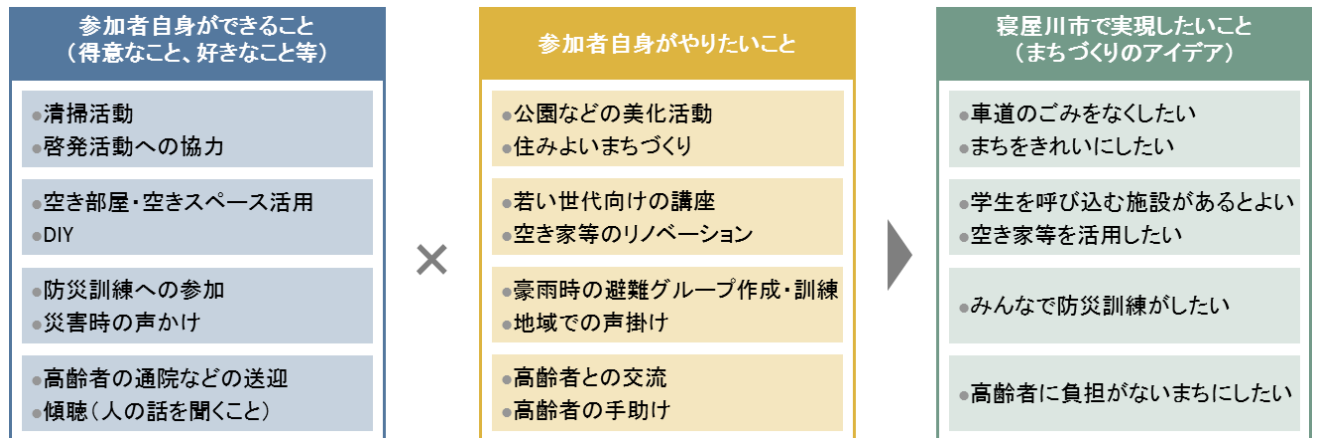 参加者自身ができること
（得意なこと、好きなこと等）
●清掃活動
●啓発活動への協力
●空き部屋・空きスペース活用
●DIY
●防災訓練への参加
●災害時の声かけ
●高齢者の通院などの送迎
●傾聴（人の話を聞くこと）
×
参加者自身がやりたいこと
●公園などの美化活動
●住みよいまちづくり
●若い世代向けの講座
●空き家等のリノベーション
●豪雨時の避難グループ作成・訓練
●地域での声掛け
●高齢者との交流
●高齢者の手助け
寝屋川市で実現したいこと
（まちづくりのアイデア）
●車道のごみをなくしたい
●まちをきれいにしたい
●学生を呼び込む施設があるとよい
●空き家等を活用したい
●みんなで防災訓練がしたい
●高齢者に負担がないまちにしたい